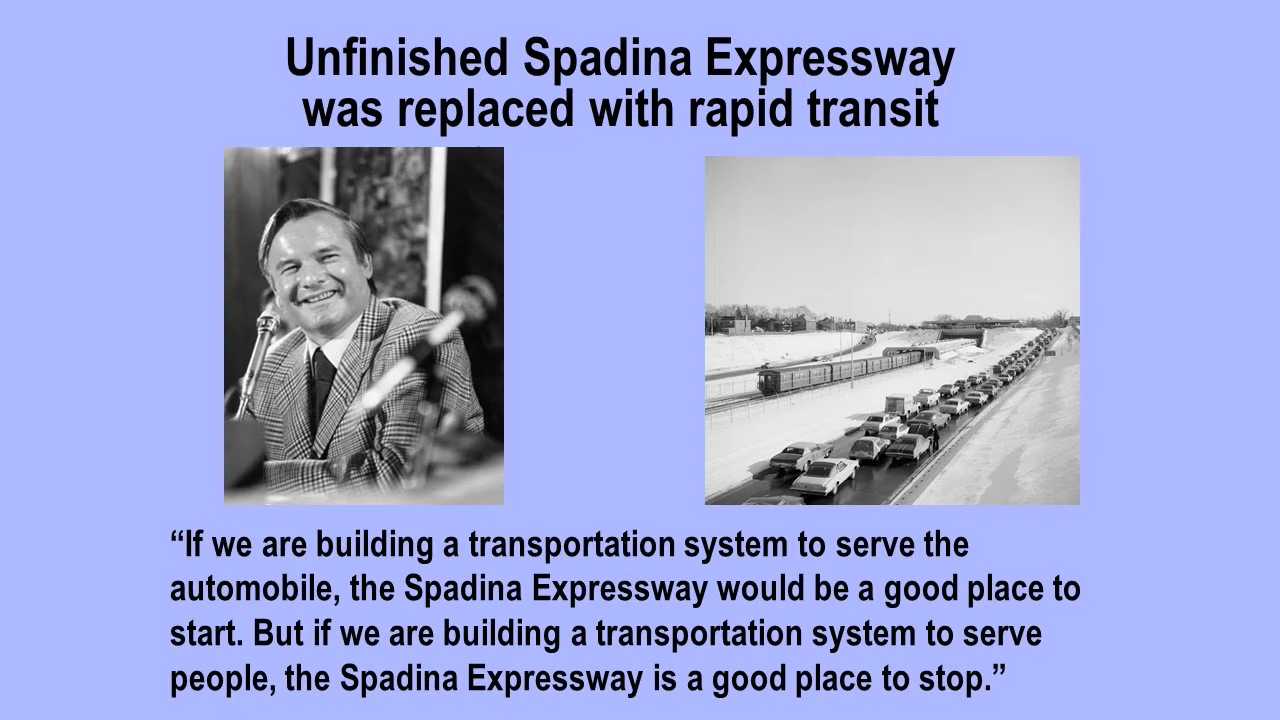 Unfinished Spadina Expressway
was replaced with rapid transit
“If we are building a transportation system to serve the
automobile, the Spadina Expressway would be a good place to
start. But if we are building a transportation system to serve
people, the Spadina Expressway is a good place to stop.”